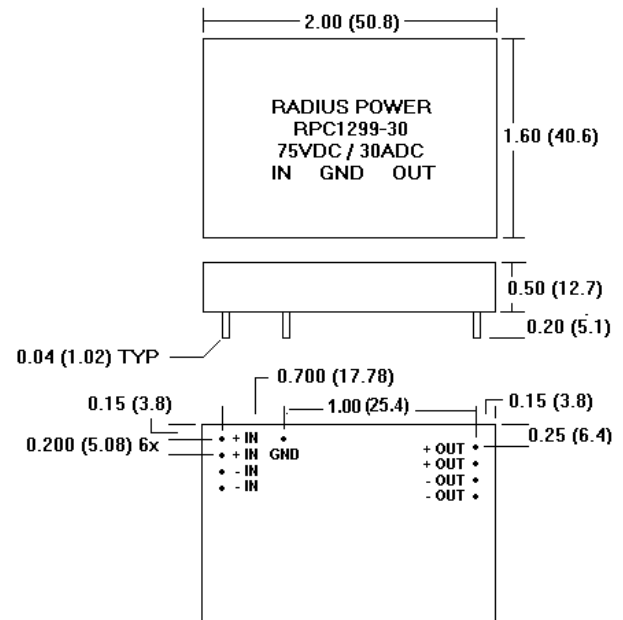 2.00 (50.8)
RADIUS POWER
RPC1299-30
75VDC / 30ADC
IN GND OUT
1.60 (40.6)
0.50 (12.7)
0.20 (5.1)
0.04 (1.02) TYP
0.700 (17.78)
0.15 (3.8)
1.00 (25.4)
0.15 (3.8)
0.200 (5.08) 6x
0.25 (6.4)
+ IN
+ IN GND
- IN
- IN
+ OUT
+ OUT
- OUT
- OUT